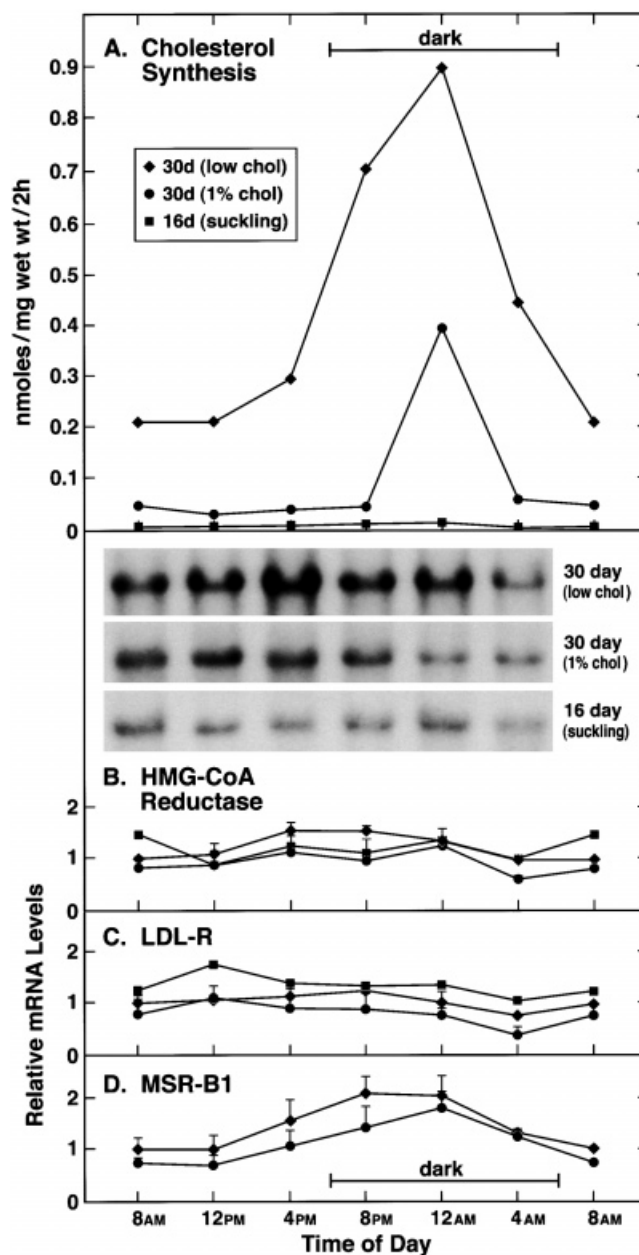 A. Cholesterol
Synthesis
dark
0.9
0.8
0.7
0.6
0.5
0.4
0.3
0.2
0.1
0
nmoles/mg wet wt/2h
30d (low chol)
30d (1% chol)
16d (suckling)
30 day
(low chol)
30 day
(1% chol)
16 day
(suckling)
B. HMG-CoA
Reductase
2
1
0
C. LDL-R
2
1
0
D. MSR-B1
2
1
0
Relative mRNA Levels
dark
8AM 12PM 4PM 8PM 12AM 4AM 8AM
Time of Day